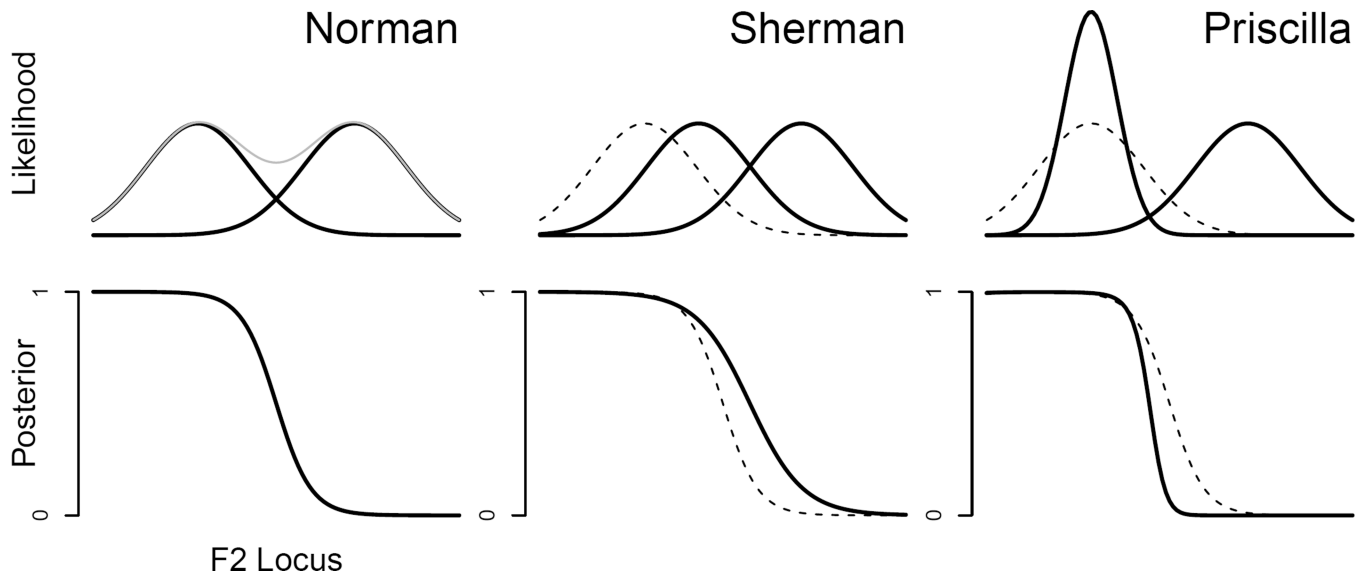 Norman
Sherman
Priscilla
Likelihood
1
1
1
Posterior
0
0
0
F2 Locus